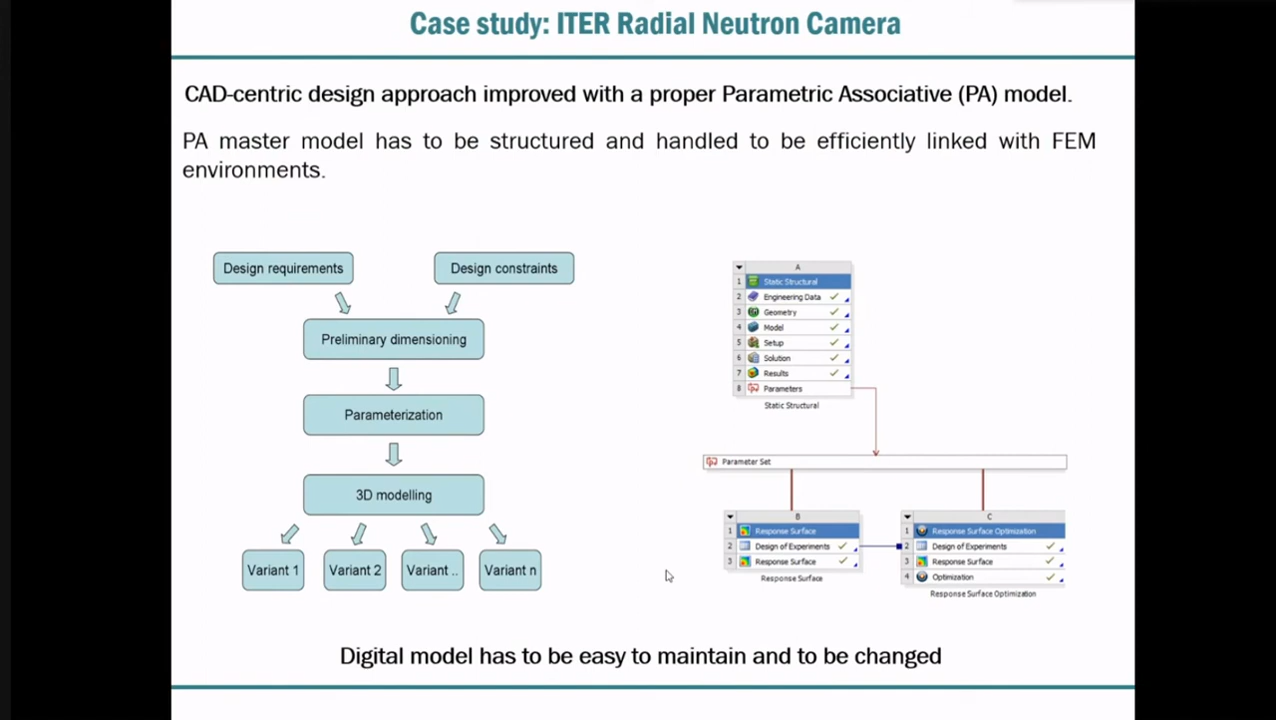 Case study: ITER Radial Neutron Camera
CAD-centric design approach improved with a proper Parametric Associative (PA) model.
PA master model has to be structured and handled to be efficiently linked with FEM
environments.
Design requirements
Design constraints
Preliminary dimensioning
Parameterization
3D modelling
Variant 1
Variant 2
Variant ..
Variant n
A
1 Static Structural
2 Engineering Data
3 Geometry
4 Model
5 Setup
6 Solution
7 Results
8 Parameters
Static Structural
Parameter Set
B
1 Response Surface
2 Design of Experiments
3 Response Surface
Response Surface
C
1 Response Surface Optimization
2 Design of Experiments
3 Response Surface
4 Optimization
Response Surface Optimization
Digital model has to be easy to maintain and to be changed